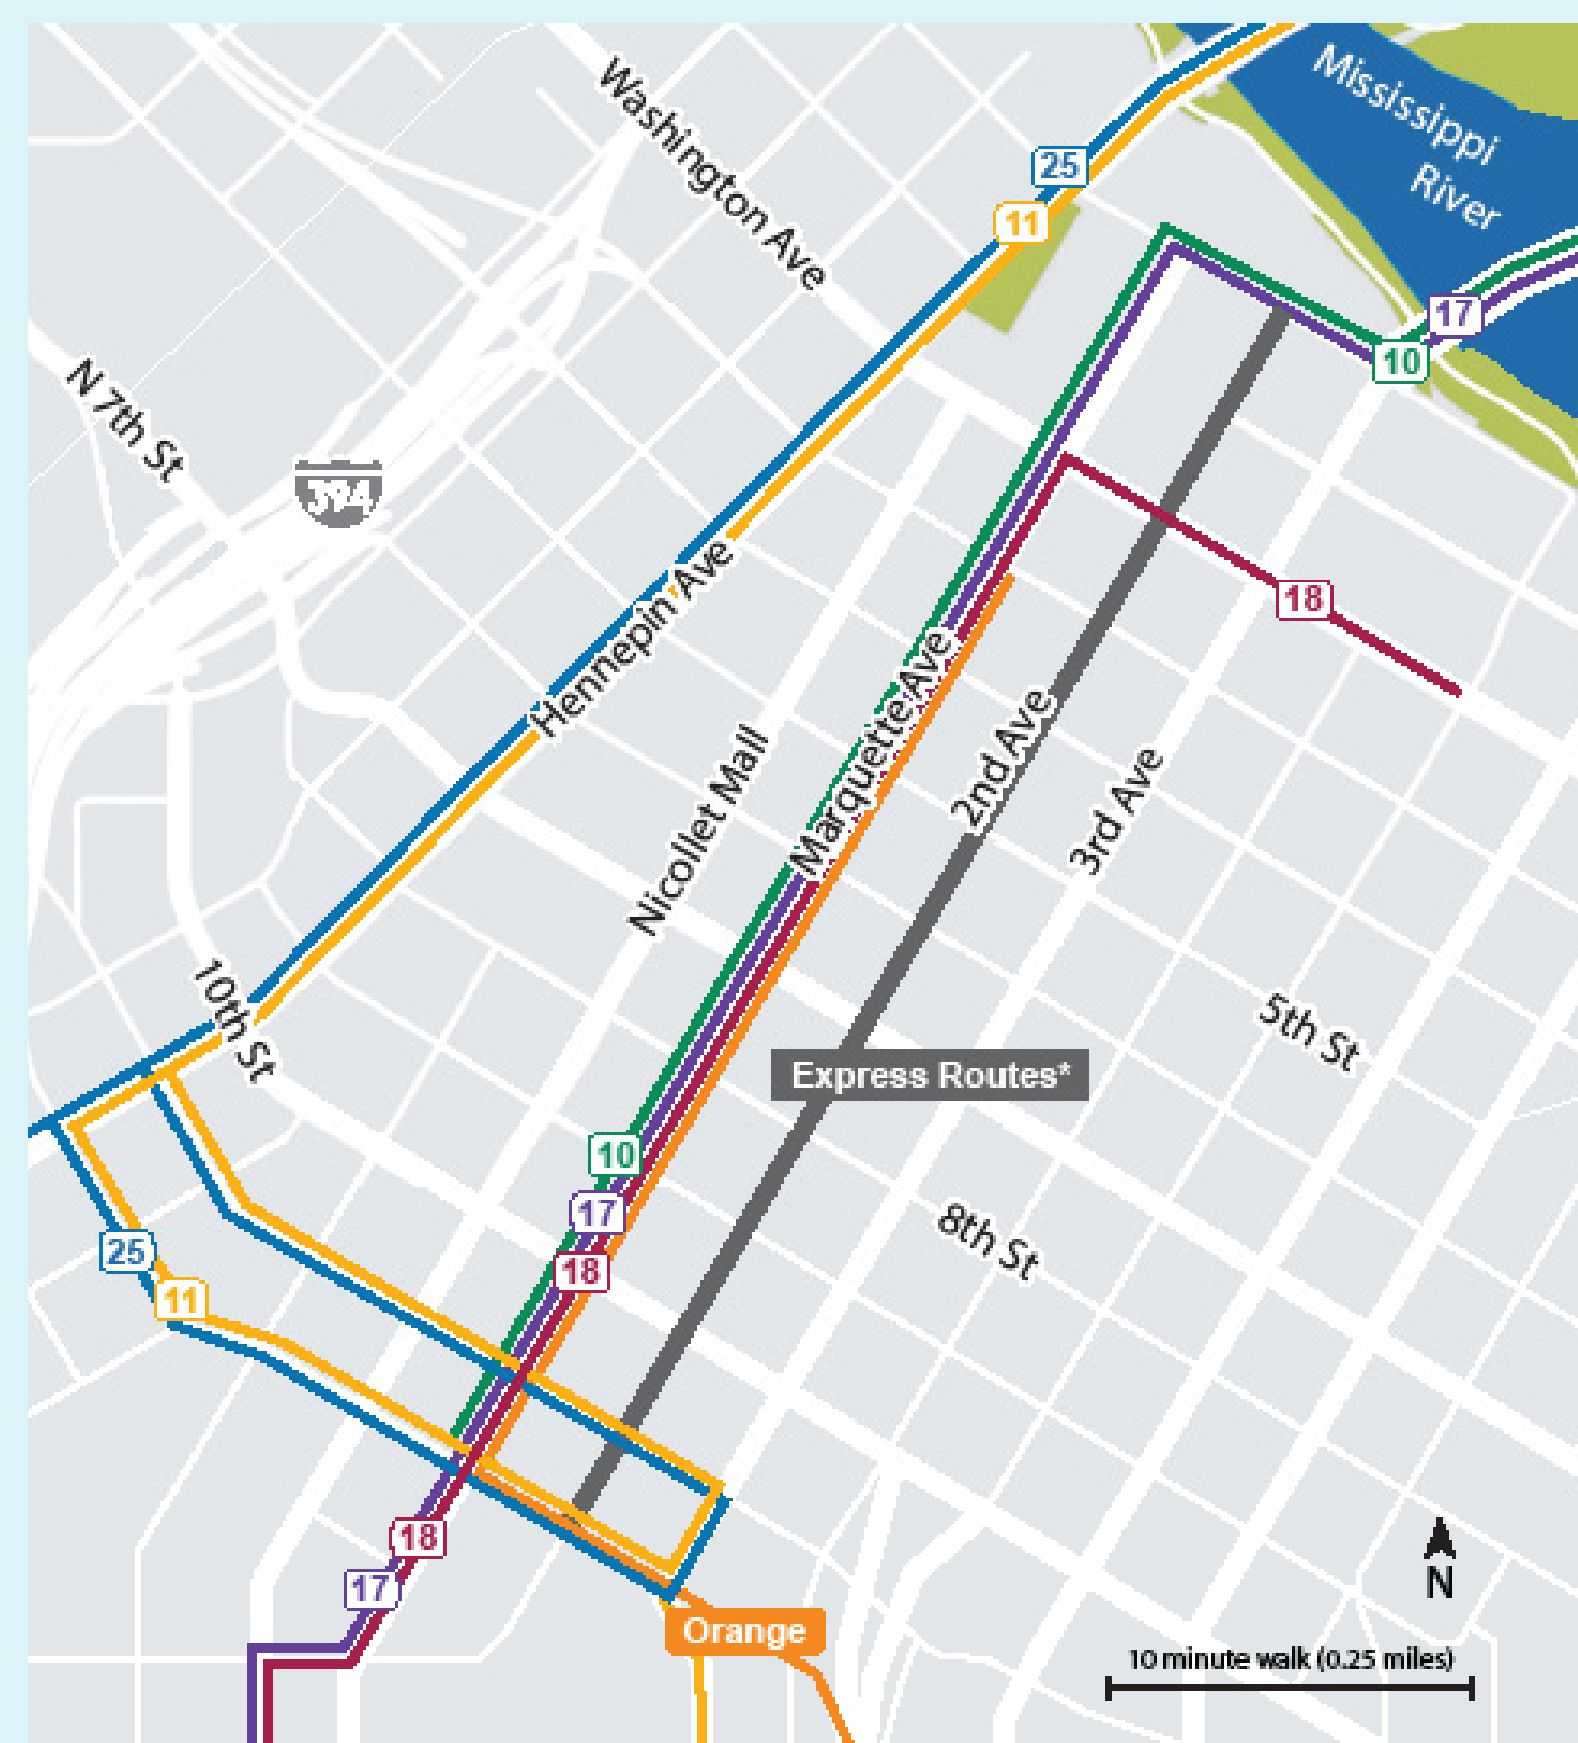 Mississippi
River
Washington Ave
25
11
17
10
N 7th St
394
18
Hennepin Ave
Marquette Ave
2nd Ave
Nicollet Mall
3rd Ave
10th St
5th St
Express Routes*
10
17
8th St
18
25
11
18
17
N
Orange
10 minute walk (0.25 miles)